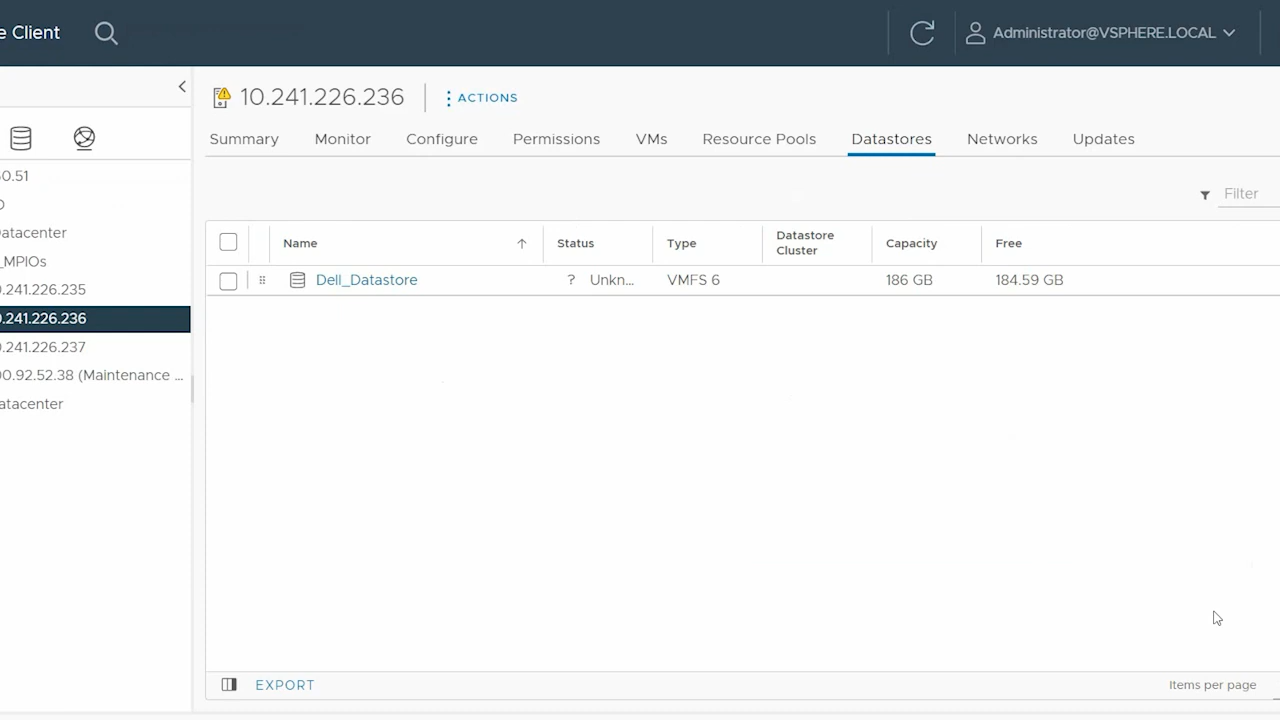 e Client
Administrator@VSPHERE.LOCAL
10.241.226.236
ACTIONS
Summary Monitor Configure Permissions VMs Resource Pools Datastores Networks Updates
60.51
Datacenter
_MPIOs
0.241.226.235
0.241.226.236
0.241.226.237
00.92.52.38 (Maintenance ...
atacenter
Filter
Name Status Type Datastore Cluster Capacity Free
Dell_Datastore ? Unkn... VMFS 6 186 GB 184.59 GB
EXPORT
Items per page